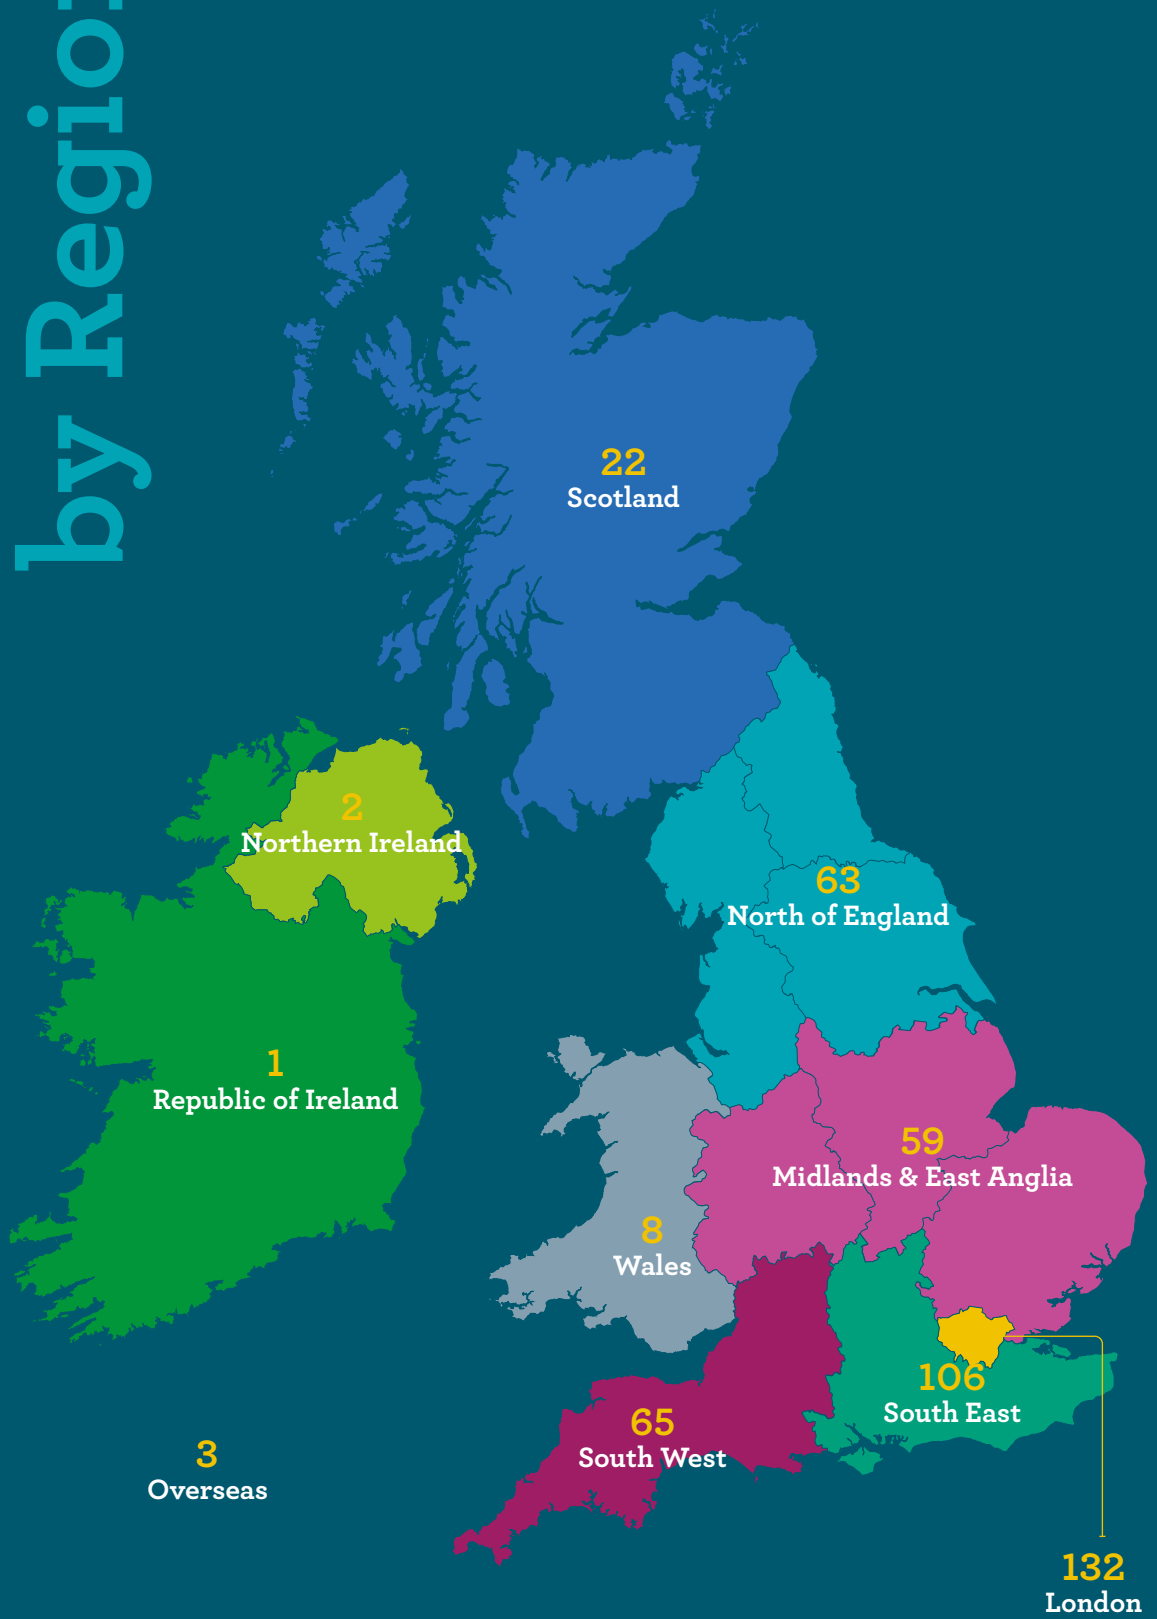 by Region
22
Scotland
2
Northern Ireland
63
North of England
1
Republic of Ireland
59
Midlands & East Anglia
8
Wales
106
South East
65
South West
3
Overseas
132
London